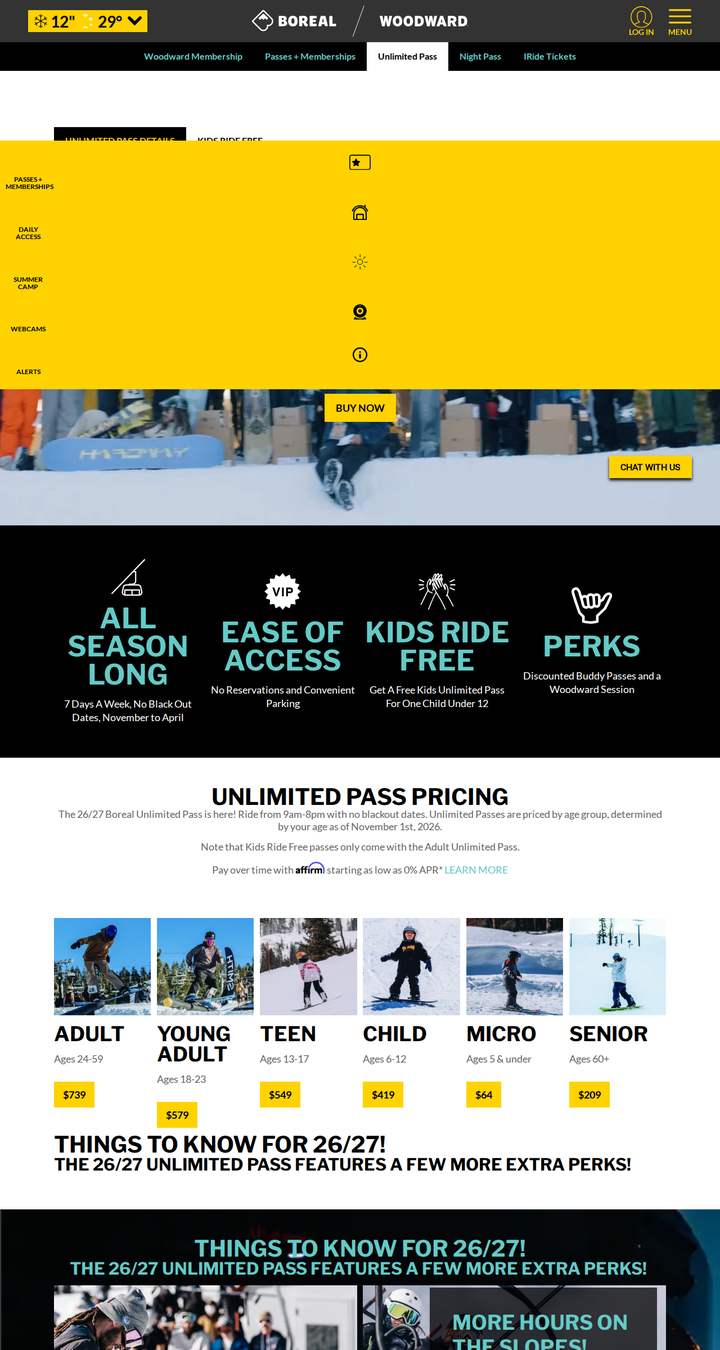 12" 29°
BOREAL
WOODWARD
LOG IN
MENU
Woodward Membership
Passes + Memberships
Unlimited Pass
Night Pass
IRide Tickets
UNLIMITED PASS DETAILS
KIDS RIDE FREE
PASSES +
MEMBERSHIPS
DAILY
ACCESS
SUMMER
CAMP
WEBCAMS
ALERTS
BUY NOW
CHAT WITH US
ALL
SEASON
LONG
7 Days A Week, No Black Out
Dates, November to April
VIP
EASE OF
ACCESS
No Reservations and Convenient
Parking
KIDS RIDE
FREE
Get A Free Kids Unlimited Pass
For One Child Under 12
PERKS
Discounted Buddy Passes and a
Woodward Session
UNLIMITED PASS PRICING
The 26/27 Boreal Unlimited Pass is here! Ride from 9am-8pm with no blackout dates. Unlimited Passes are priced by age group, determined
by your age as of November 1st, 2026.
Note that Kids Ride Free passes only come with the Adult Unlimited Pass.
Pay over time with affirm starting as low as 0% APR* LEARN MORE
ADULT
Ages 24-59
$739
YOUNG
ADULT
Ages 18-23
$579
TEEN
Ages 13-17
$549
CHILD
Ages 6-12
$419
MICRO
Ages 5 & under
$64
SENIOR
Ages 60+
$209
THINGS TO KNOW FOR 26/27!
THE 26/27 UNLIMITED PASS FEATURES A FEW MORE EXTRA PERKS!
THINGS TO KNOW FOR 26/27!
THE 26/27 UNLIMITED PASS FEATURES A FEW MORE EXTRA PERKS!
MORE HOURS ON
THE SLOPES!